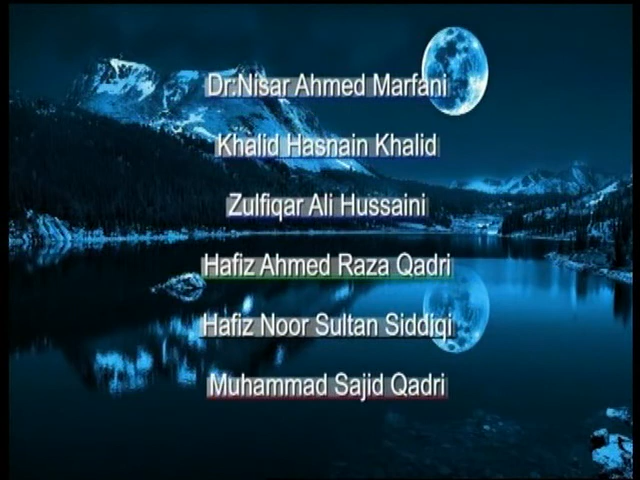 Dr:Nisar Ahmed Marfani
Khalid Hasnain Khalid
Zulfiqar Ali Hussaini
Hafiz Ahmed Raza Qadri
Hafiz Noor Sultan Siddiqi
Muhammad Sajid Qadri